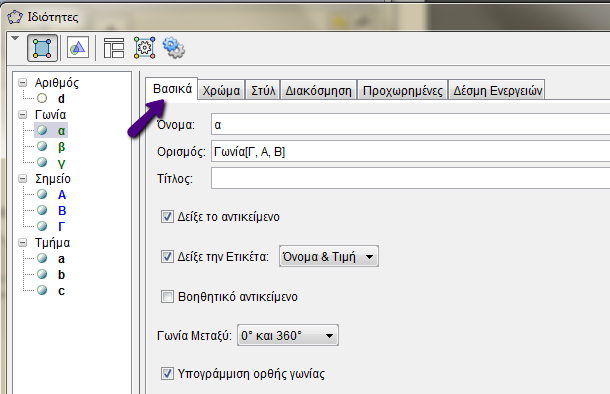 Ιδιότητες
Αριθμός
d
Γωνία
α
β
γ
Σημείο
A
B
Γ
Τμήμα
a
b
c
Βασικά Χρώμα Στύλ Διακόσμηση Προχωρημένες Δέσμη Ενεργειών
Όνομα: α
Ορισμός: Γωνία[Γ, Α, Β]
Τίτλος:
Δείξε το αντικείμενο
Δείξε την Ετικέτα: Όνομα & Τιμή
Βοηθητικό αντικείμενο
Γωνία Μεταξύ: 0° και 360°
Υπογράμμιση ορθής γωνίας